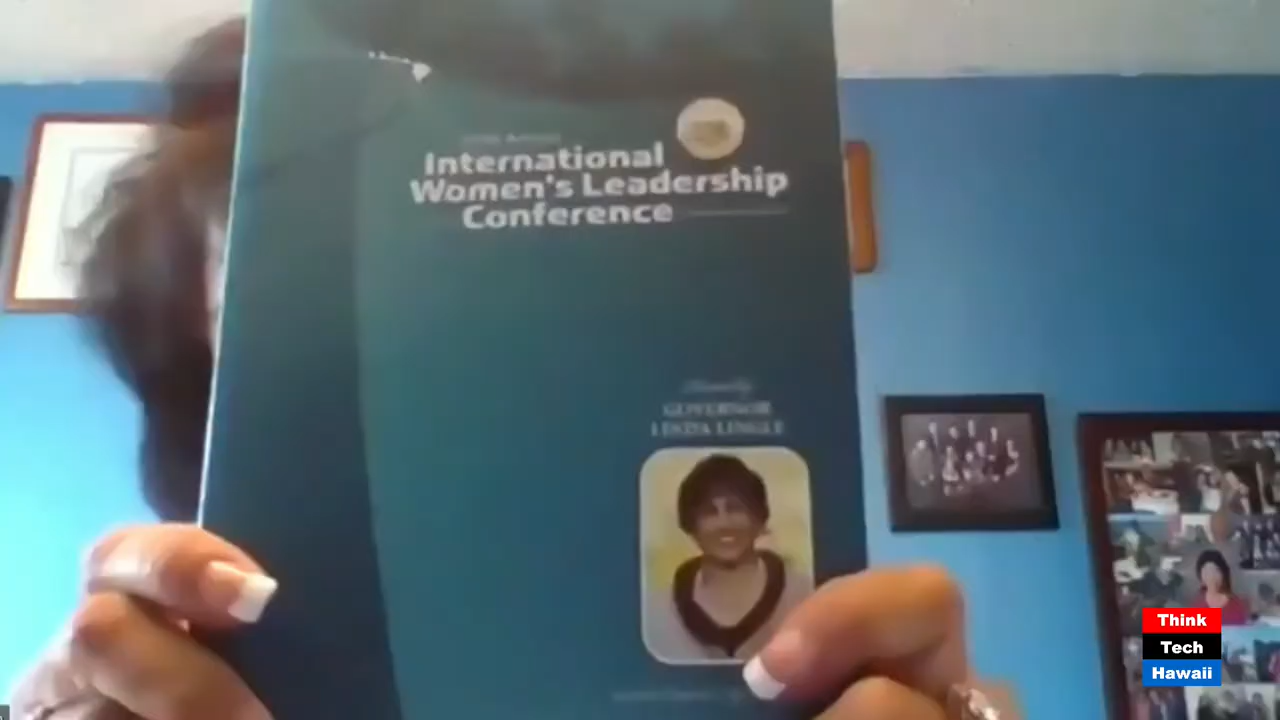 International
Women's Leadership
Conference
GOVERNOR
LINDA LINGLE
Think
Tech
Hawaii